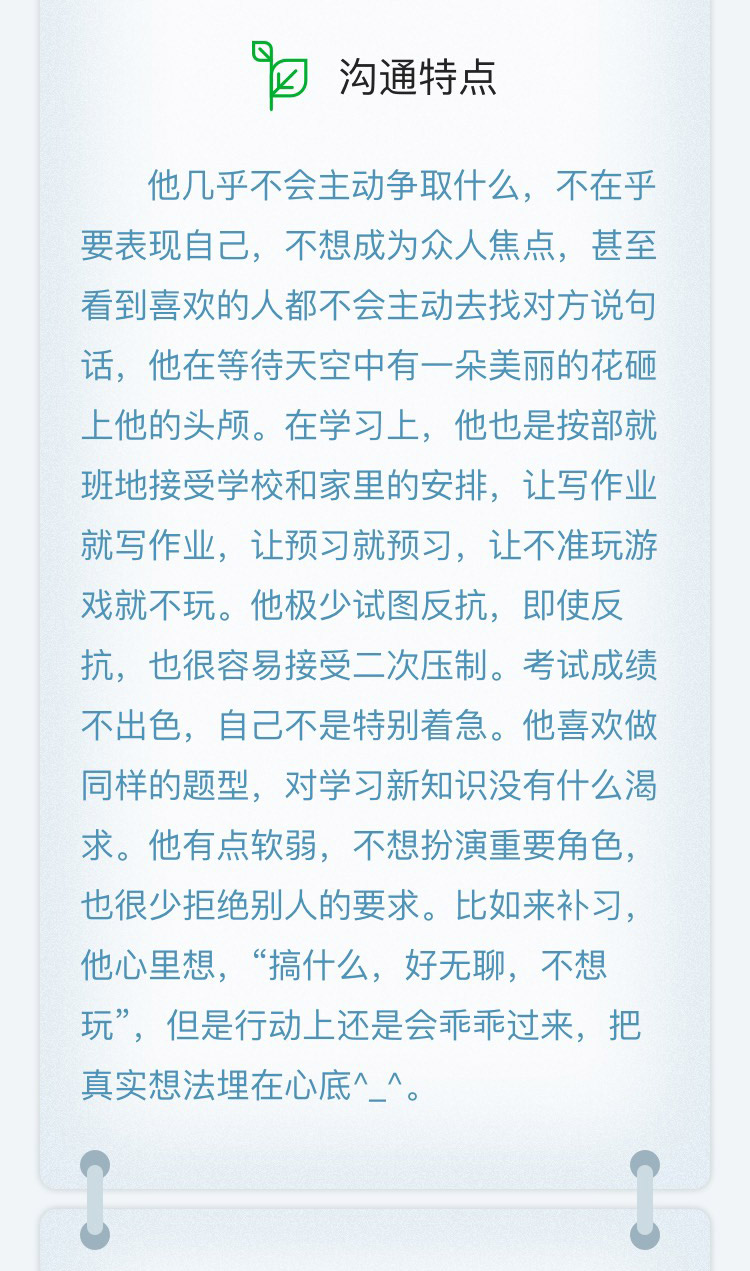 沟通特点
他几乎不会主动争取什么，不在乎
要表现自己，不想成为众人焦点，甚至
看到喜欢的人都不会主动去找对方说句
话，他在等待天空中有一朵美丽的花砸
上他的头颅。在学习上，他也是按部就
班地接受学校和家里的安排，让写作业
就写作业，让预习就预习，让不准玩游
戏就不玩。他极少试图反抗，即使反
抗，也很容易接受二次压制。考试成绩
不出色，自己不是特别着急。他喜欢做
同样的题型，对学习新知识没有什么渴
求。他有点软弱，不想扮演重要角色，
也很少拒绝别人的要求。比如来补习，
他心里想，“搞什么，好无聊，不想
玩”，但是行动上还是会乖乖过来，把
真实想法埋在心底^_^。